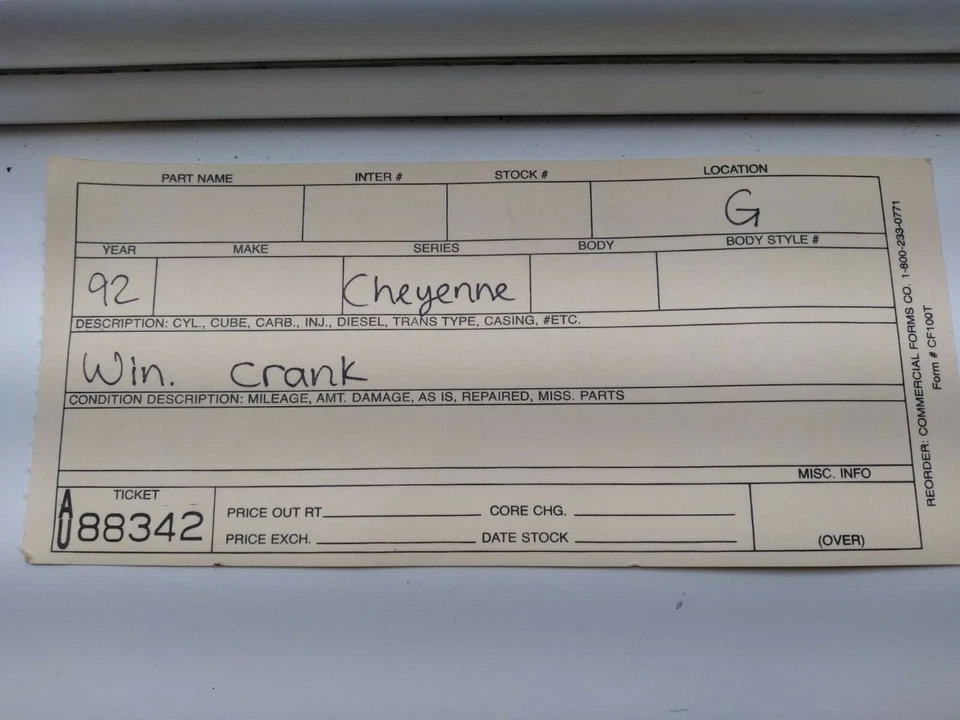 PART NAME INTER # STOCK # LOCATION
G
YEAR MAKE SERIES BODY BODY STYLE #
92 Cheyenne
DESCRIPTION: CYL., CUBE, CARB., INJ., DIESEL, TRANS TYPE, CASING, #ETC.
Win. Crank
CONDITION DESCRIPTION: MILEAGE, AMT. DAMAGE, AS IS, REPAIRED, MISS. PARTS
MISC. INFO
TICKET
AU 88342
PRICE OUT RT. CORE CHG.
PRICE EXCH. DATE STOCK
(OVER)
REORDER: COMMERCIAL FORMS CO. 1-800-233-0771
Form # CF100T